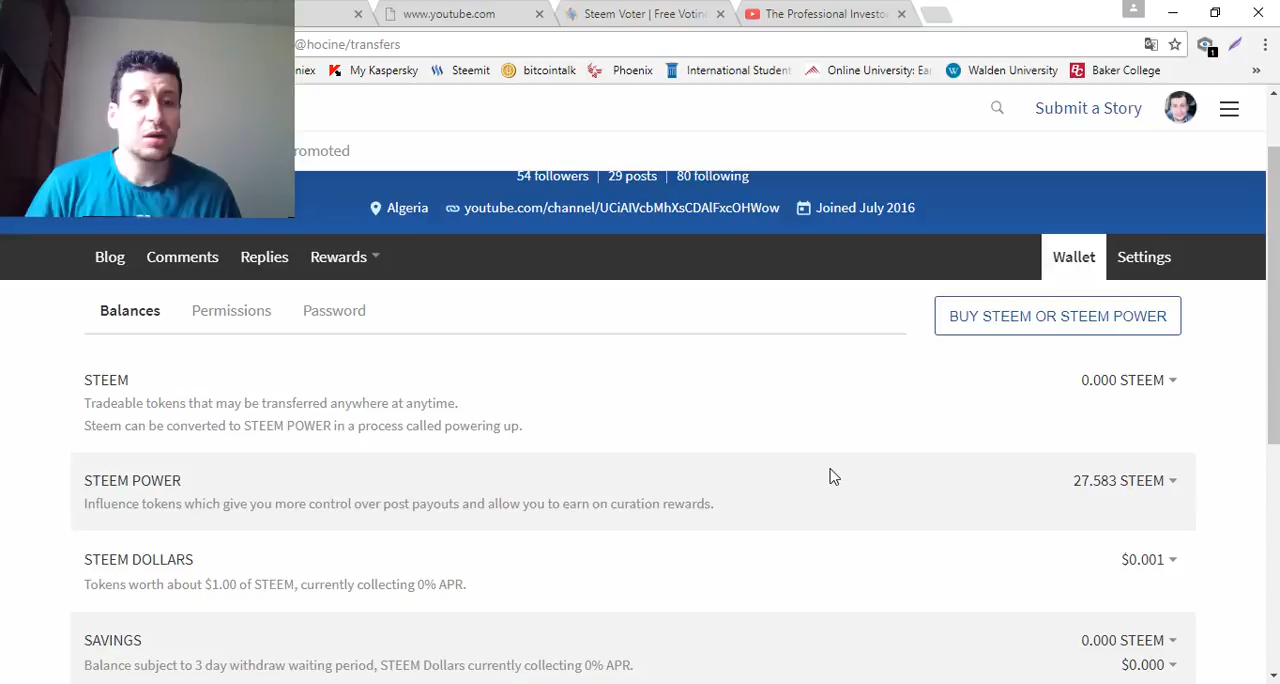 www.youtube.com
Steem Voter | Free Votin
The Professional Investo
@hocine/transfers
1
niex
My Kaspersky
Steemit
bitcointalk
Phoenix
International Student
Online University: Ear
Walden University
Baker College
»
Submit a Story
romoted
54 followers | 29 posts | 80 following
Algeria
youtube.com/channel/UCiAIVcbMhXsCDAlFxcOHWow
Joined July 2016
Blog
Comments
Replies
Rewards
Wallet
Settings
Balances
Permissions
Password
BUY STEEM OR STEEM POWER
STEEM
0.000 STEEM
Tradeable tokens that may be transferred anywhere at anytime.
Steem can be converted to STEEM POWER in a process called powering up.
STEEM POWER
27.583 STEEM
Influence tokens which give you more control over post payouts and allow you to earn on curation rewards.
STEEM DOLLARS
$0.001
Tokens worth about $1.00 of STEEM, currently collecting 0% APR.
SAVINGS
0.000 STEEM
Balance subject to 3 day withdraw waiting period, STEEM Dollars currently collecting 0% APR.
$0.000